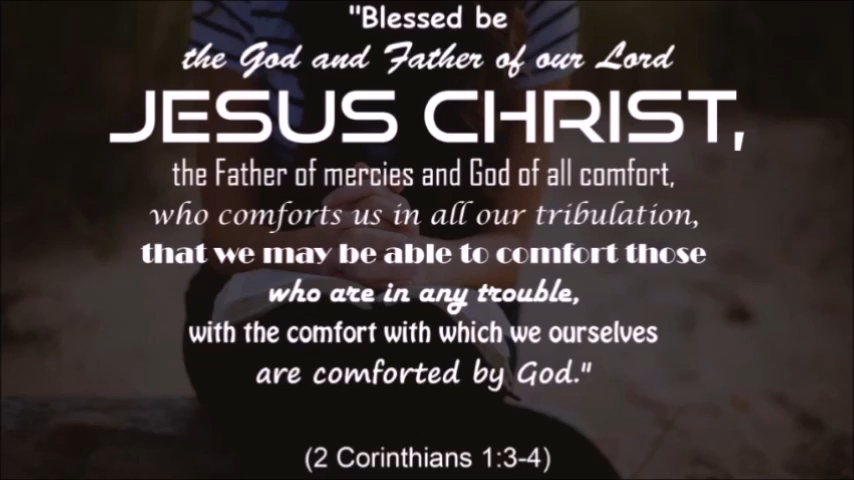 "Blessed be
the God and Father of our Lord
JESUS CHRIST,
the Father of mercies and God of all comfort,
who comforts us in all our tribulation,
that we may be able to comfort those
who are in any trouble,
with the comfort with which we ourselves
are comforted by God."
(2 Corinthians 1:3-4)